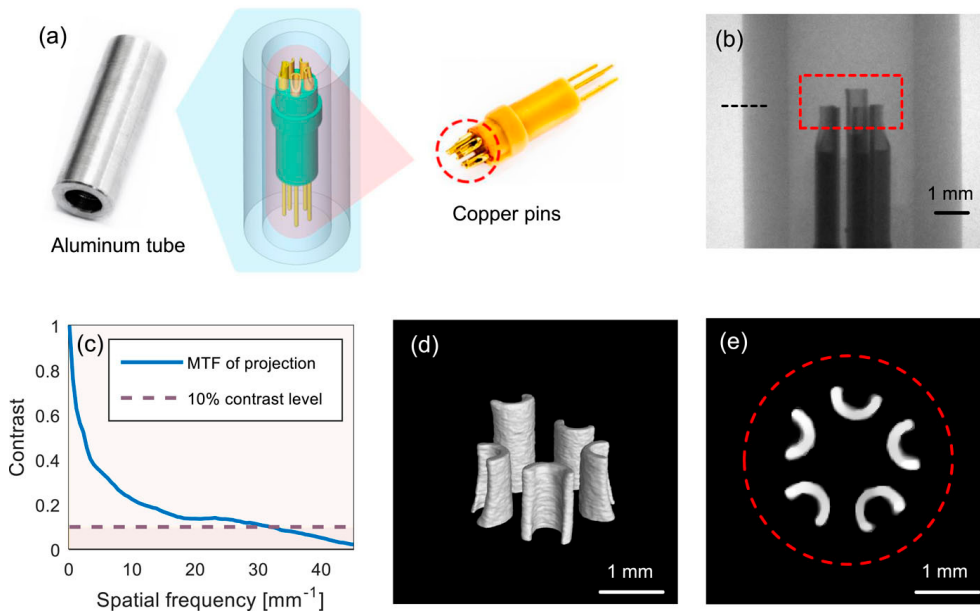 (a)
Aluminum tube
Copper pins
(b)
1 mm
(c)
MTF of projection
10% contrast level
Contrast
1
0.8
0.6
0.4
0.2
0
0
10
20
30
40
Spatial frequency [mm⁻¹]
(d)
1 mm
(e)
1 mm